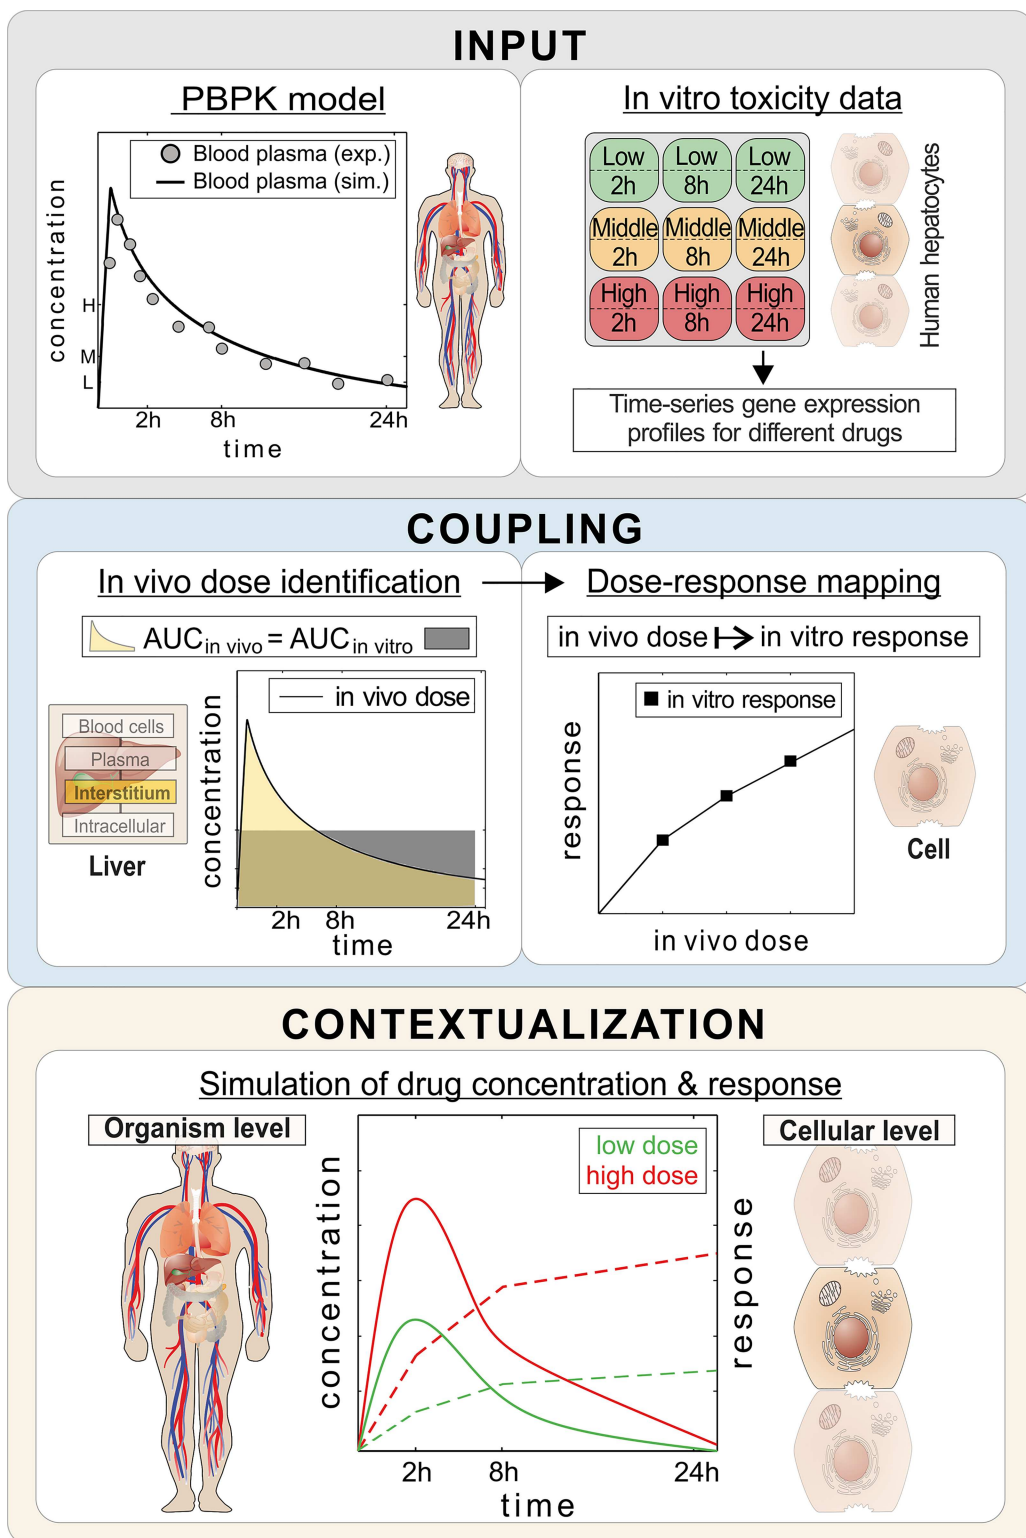 INPUT
PBPK model
Blood plasma (exp.)
Blood plasma (sim.)
concentration
H
M
L
2h 8h 24h
time
In vitro toxicity data
Low Low Low
2h 8h 24h
Middle Middle Middle
2h 8h 24h
High High High
2h 8h 24h
Human hepatocytes
Time-series gene expression
profiles for different drugs
COUPLING
In vivo dose identification
AUCin vivo = AUCin vitro
Blood cells
Plasma
Interstitium
Intracellular
Liver
in vivo dose
concentration
2h 8h 24h
time
Dose-response mapping
in vivo dose ↦ in vitro response
in vitro response
response
in vivo dose
Cell
CONTEXTUALIZATION
Simulation of drug concentration & response
Organism level
low dose
high dose
concentration
response
2h 8h 24h
time
Cellular level